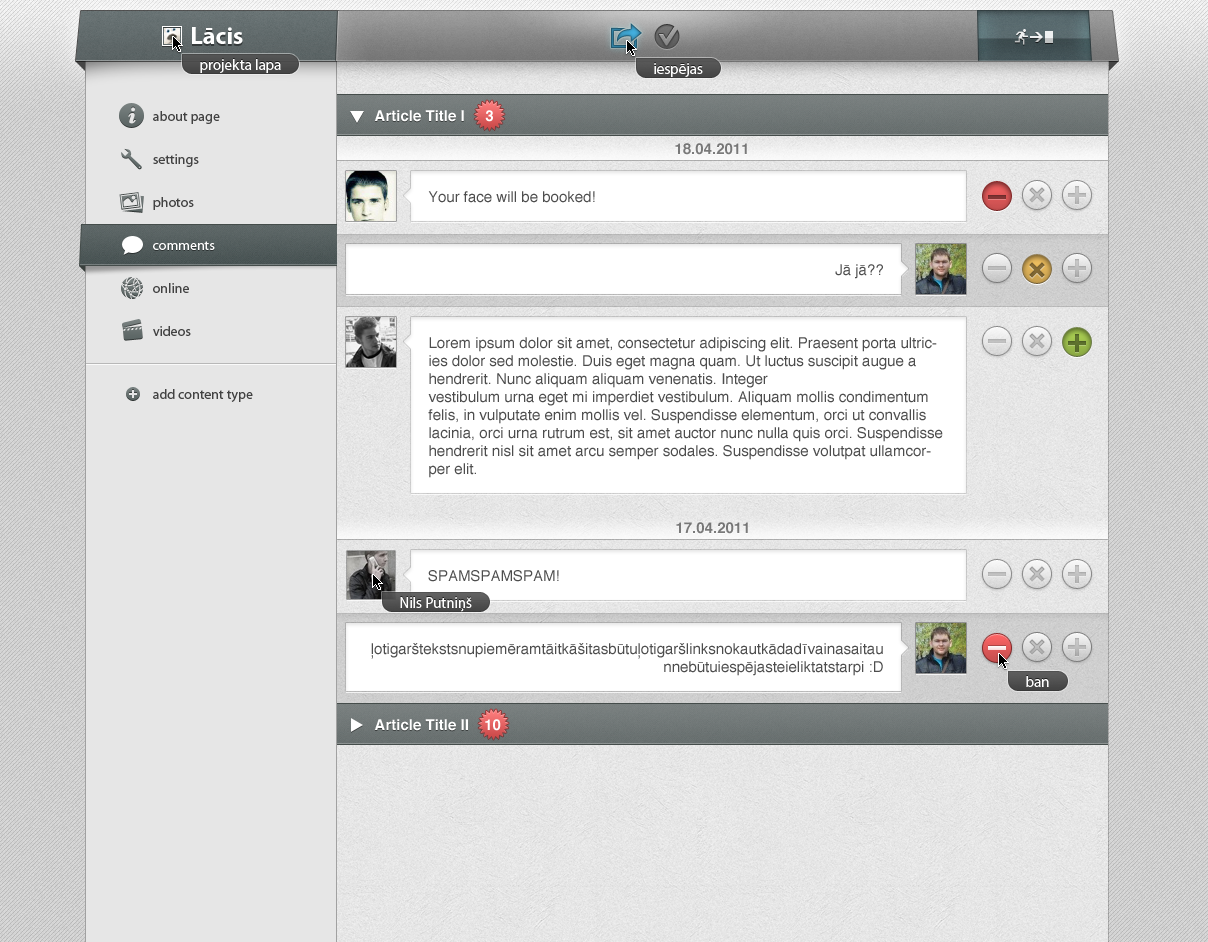 Lācis
projekta lapa
iespējas
about page
settings
photos
comments
online
videos
add content type
Article Title I 3
18.04.2011
Your face will be booked!
Jā jā??
Lorem ipsum dolor sit amet, consectetur adipiscing elit. Praesent porta ultric-
ies dolor sed molestie. Duis eget magna quam. Ut luctus suscipit augue a
hendrerit. Nunc aliquam aliquam venenatis. Integer
vestibulum urna eget mi imperdiet vestibulum. Aliquam mollis condimentum
felis, in vulputate enim mollis vel. Suspendisse elementum, orci ut convallis
lacinia, orci urna rutrum est, sit amet auctor nunc nulla quis orci. Suspendisse
hendrerit nisl sit amet arcu semper sodales. Suspendisse volutpat ullamcor-
per elit.
17.04.2011
SPAMSPAMSPAM!
Nils Putniņš
ļotigarštekstsnupiemēramtāitkāšitasbūtuļotigaršlinksnokautkādadīvainasaitau
nnebūtuiespējasteieliktatstarpi :D
ban
Article Title II 10